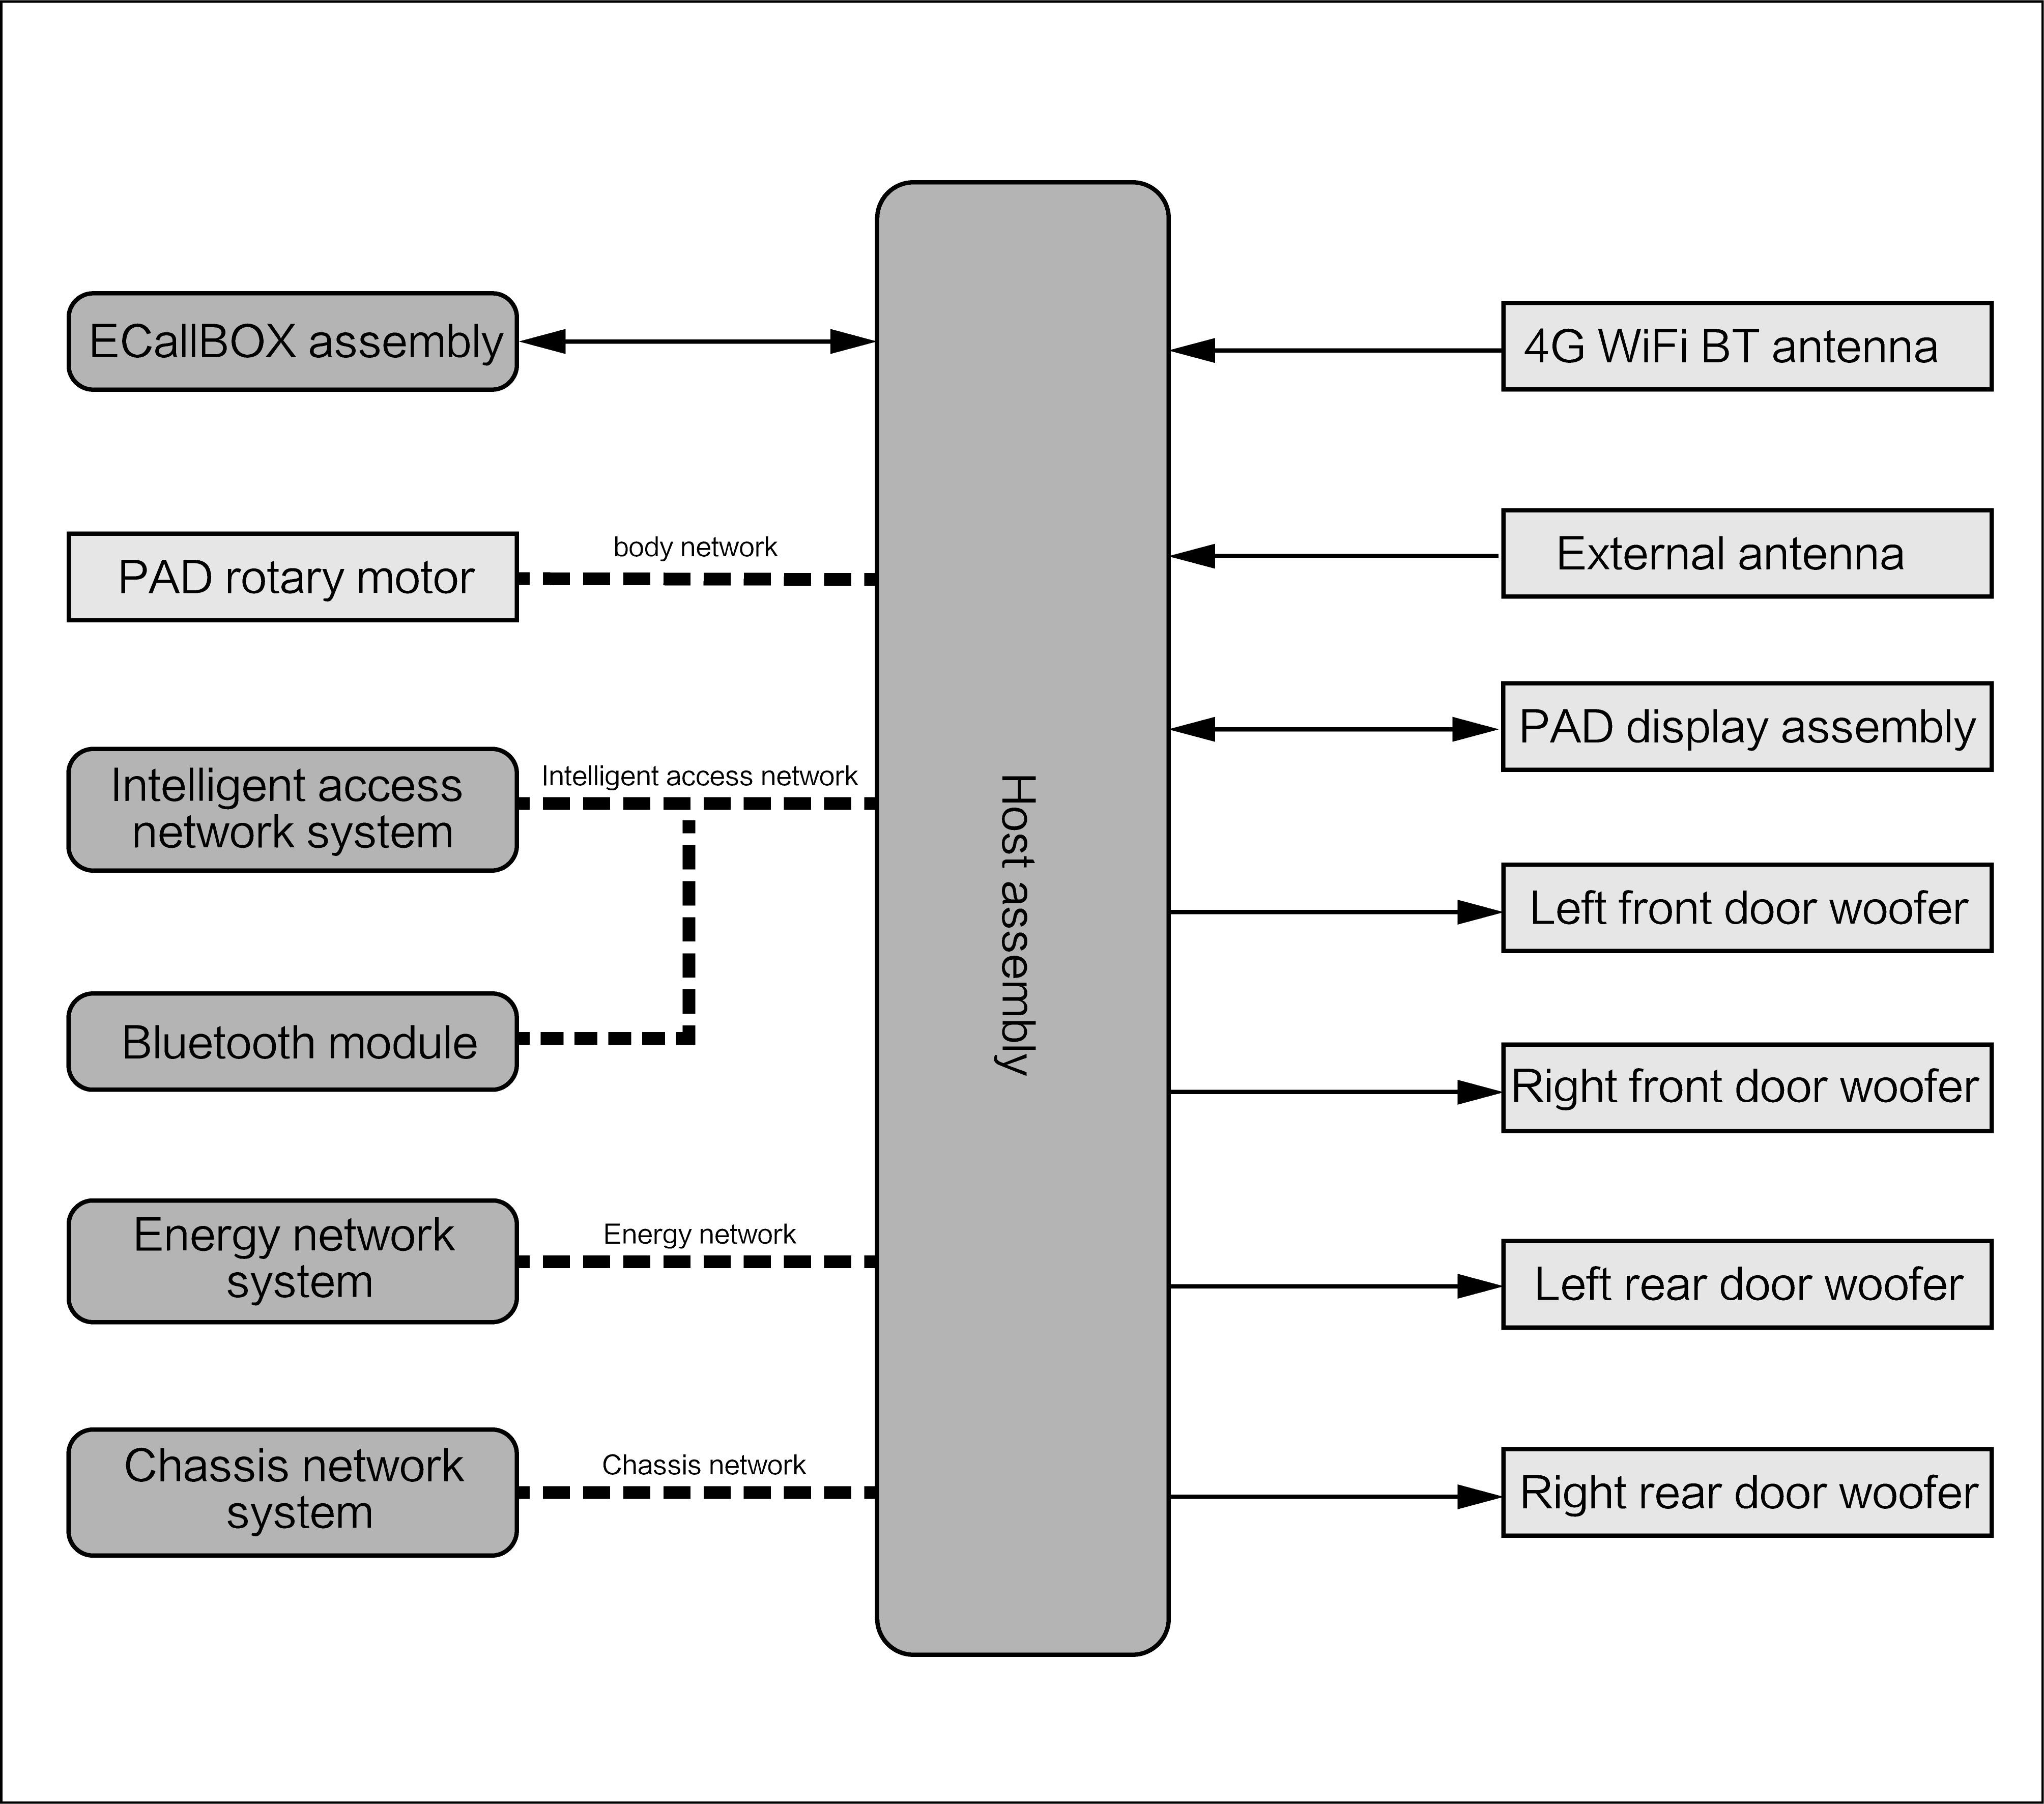 ECallBOX assembly
PAD rotary motor
body network
Intelligent access
network system
Intelligent access network
Bluetooth module
Energy network
system
Energy network
Chassis network
system
Chassis network
Host assembly
4G WiFi BT antenna
External antenna
PAD display assembly
Left front door woofer
Right front door woofer
Left rear door woofer
Right rear door woofer